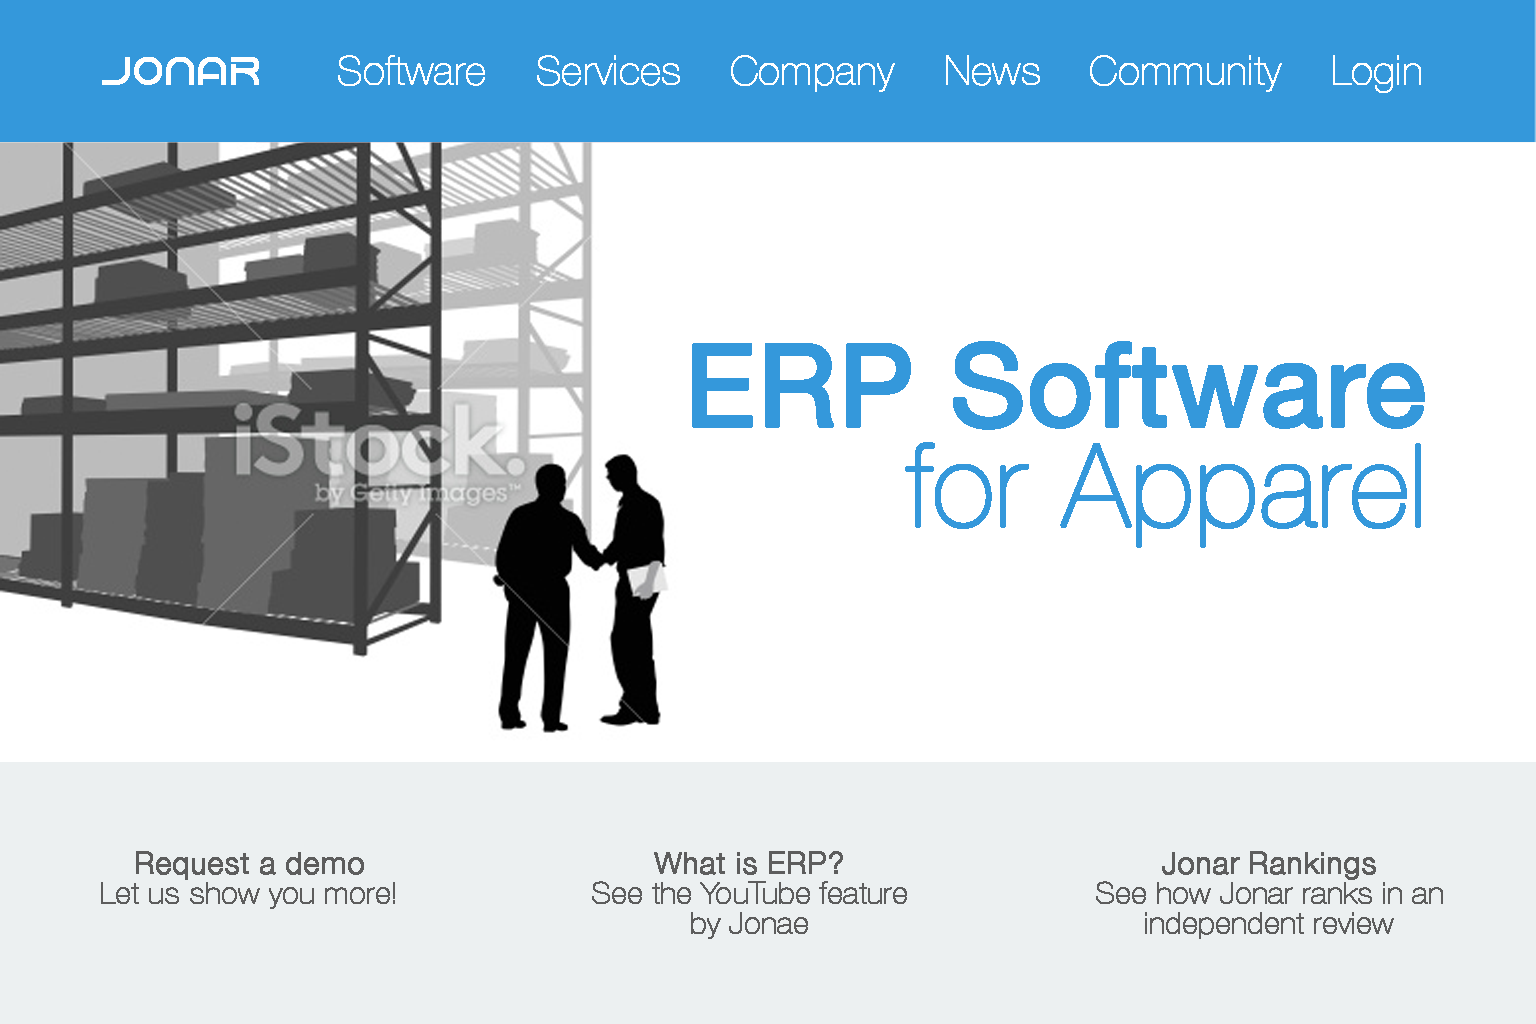 JONAR Software Services Company News Community Login
iStock.
by Getty Images™
ERP Software
for Apparel
Request a demo
Let us show you more!
What is ERP?
See the YouTube feature
by Jonae
Jonar Rankings
See how Jonar ranks in an
independent review